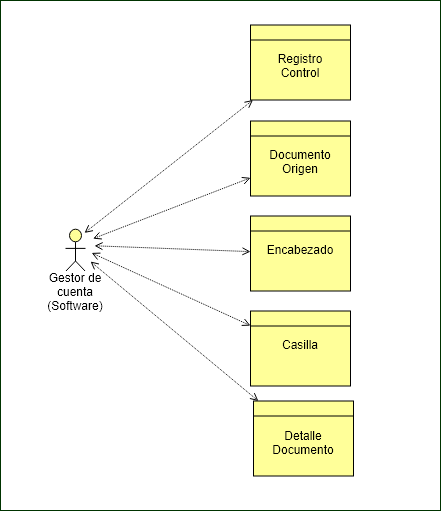 Registro
Control
Documento
Origen
Encabezado
Gestor de
cuenta
(Software)
Casilla
Detalle
Documento